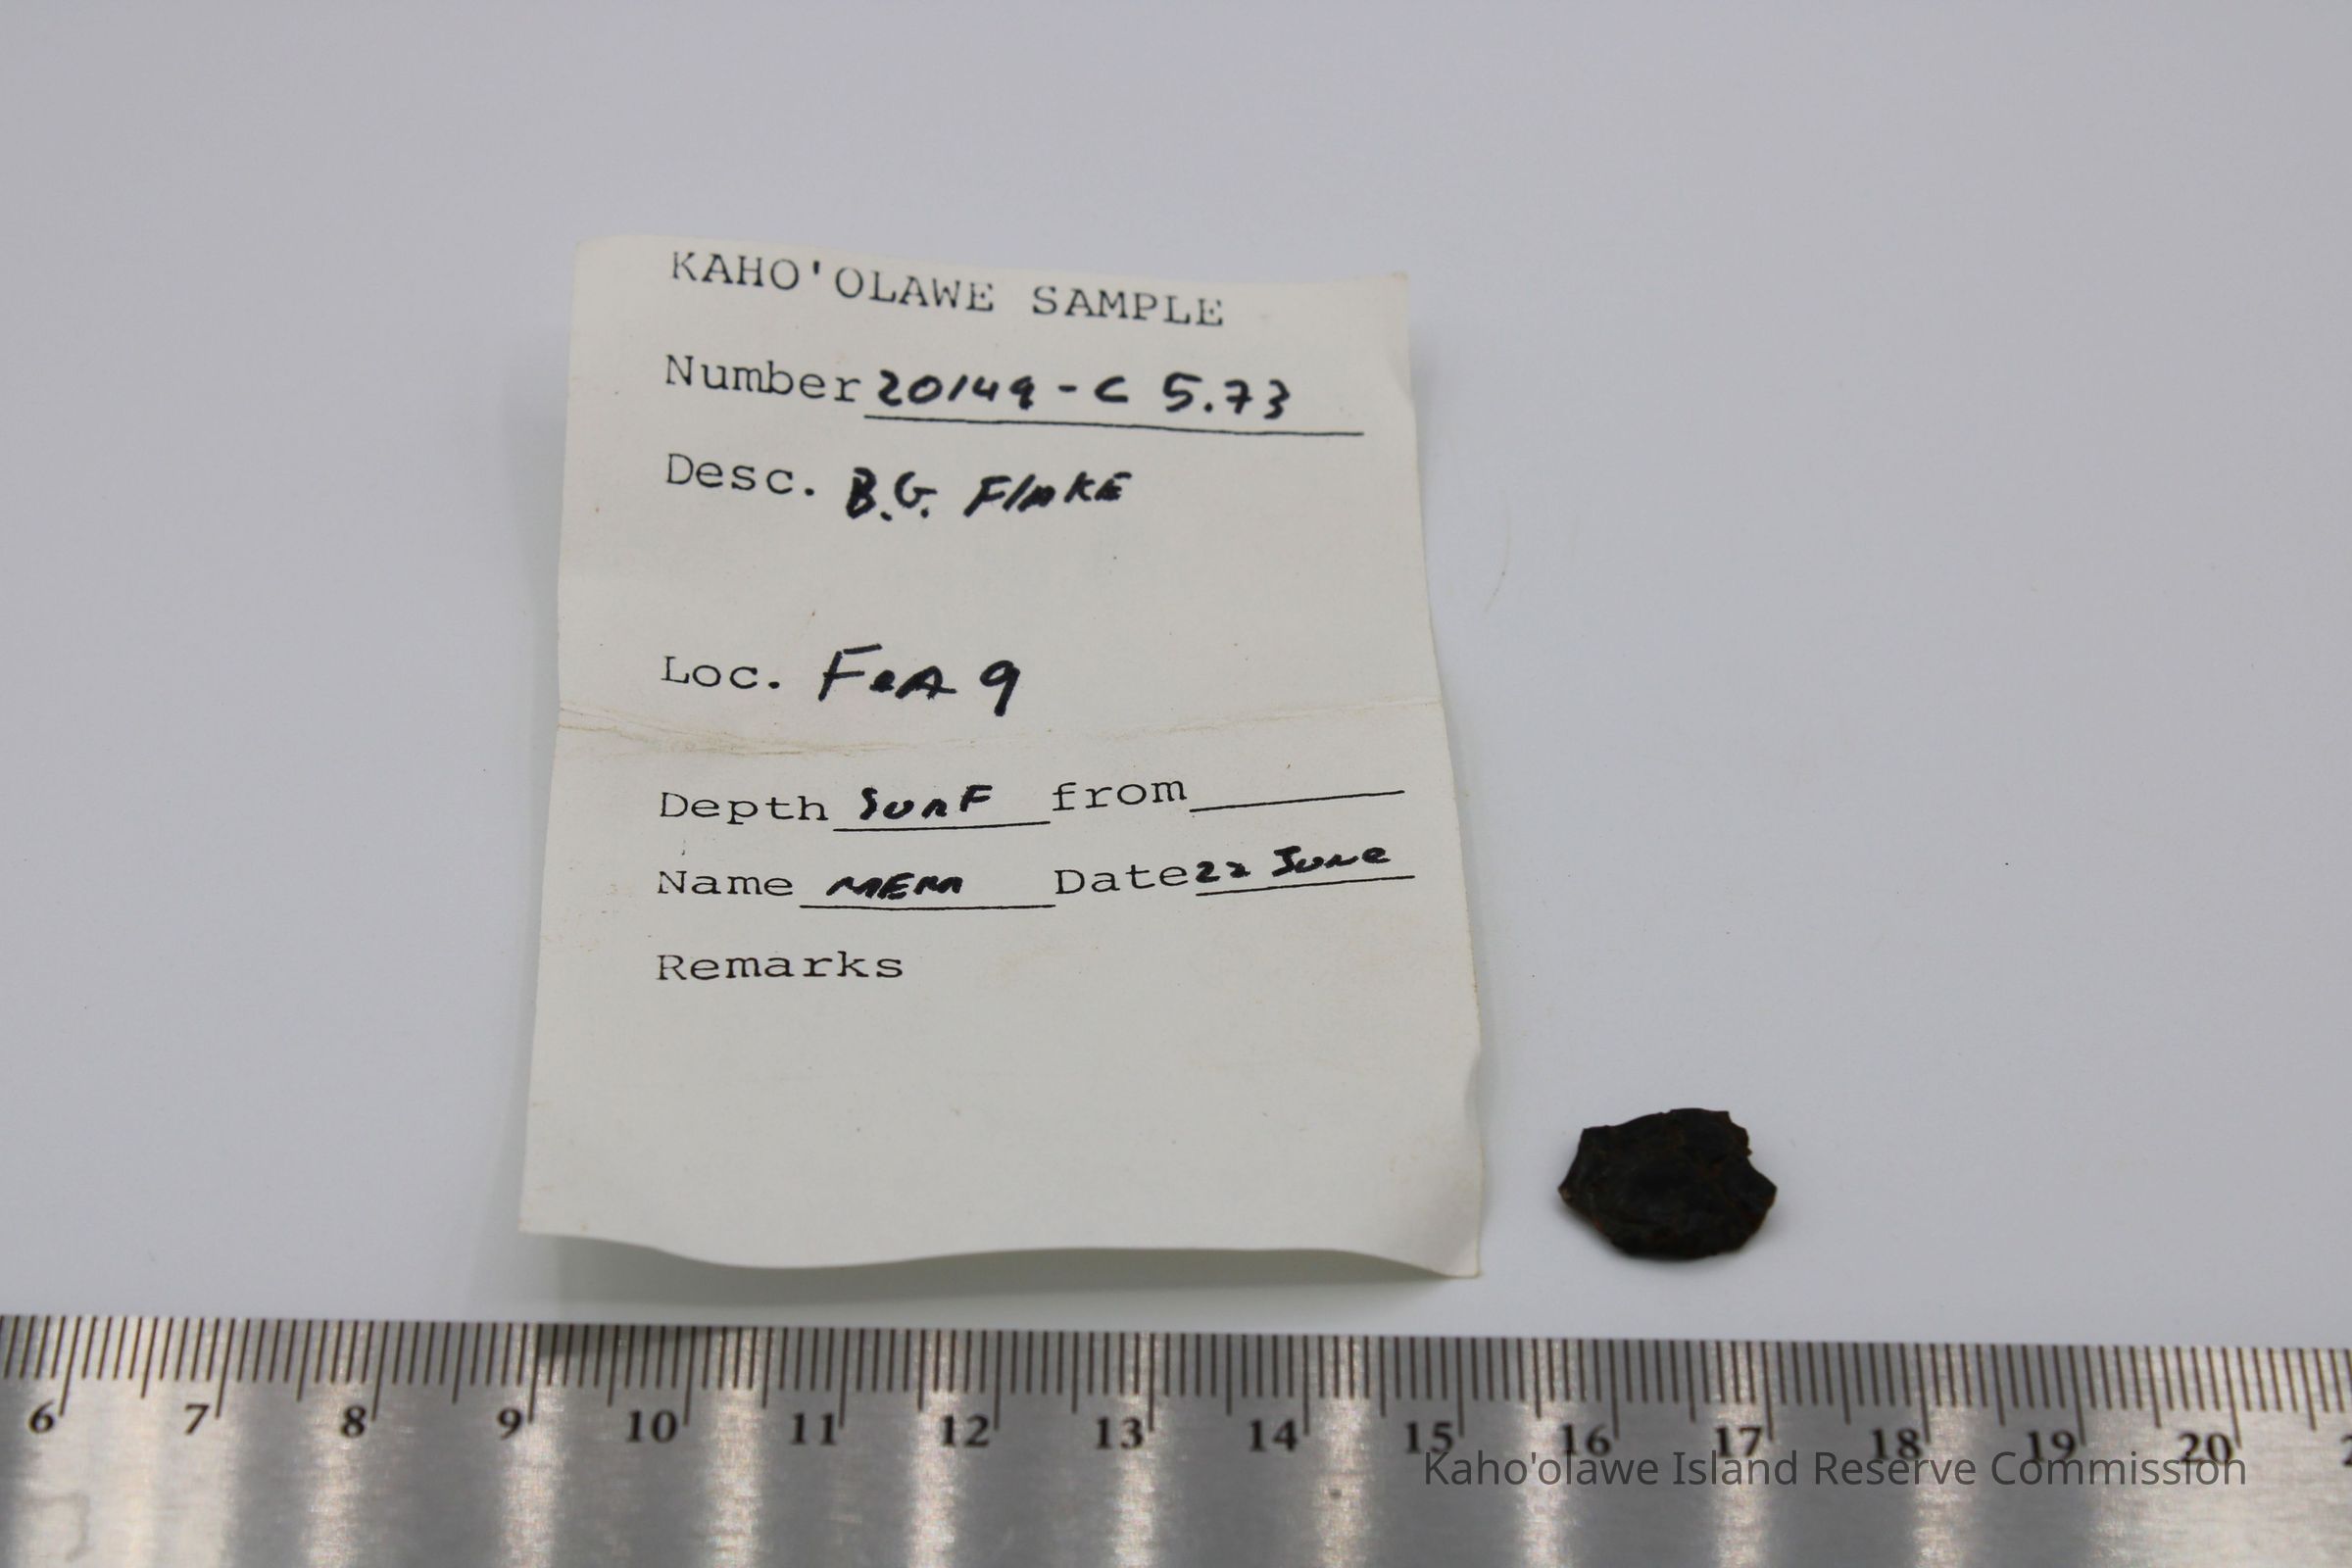 KAHO'OLAWE SAMPLE
Number 20149-C 5.73
Desc. B.G. FlAKE
Loc. FeA 9
Depth SURF from
Name MEM Date 22 June
Remarks
6 7 8 9 10 11 12 13 14 15 16 17 18 19 20
Kaho'olawe Island Reserve Commission